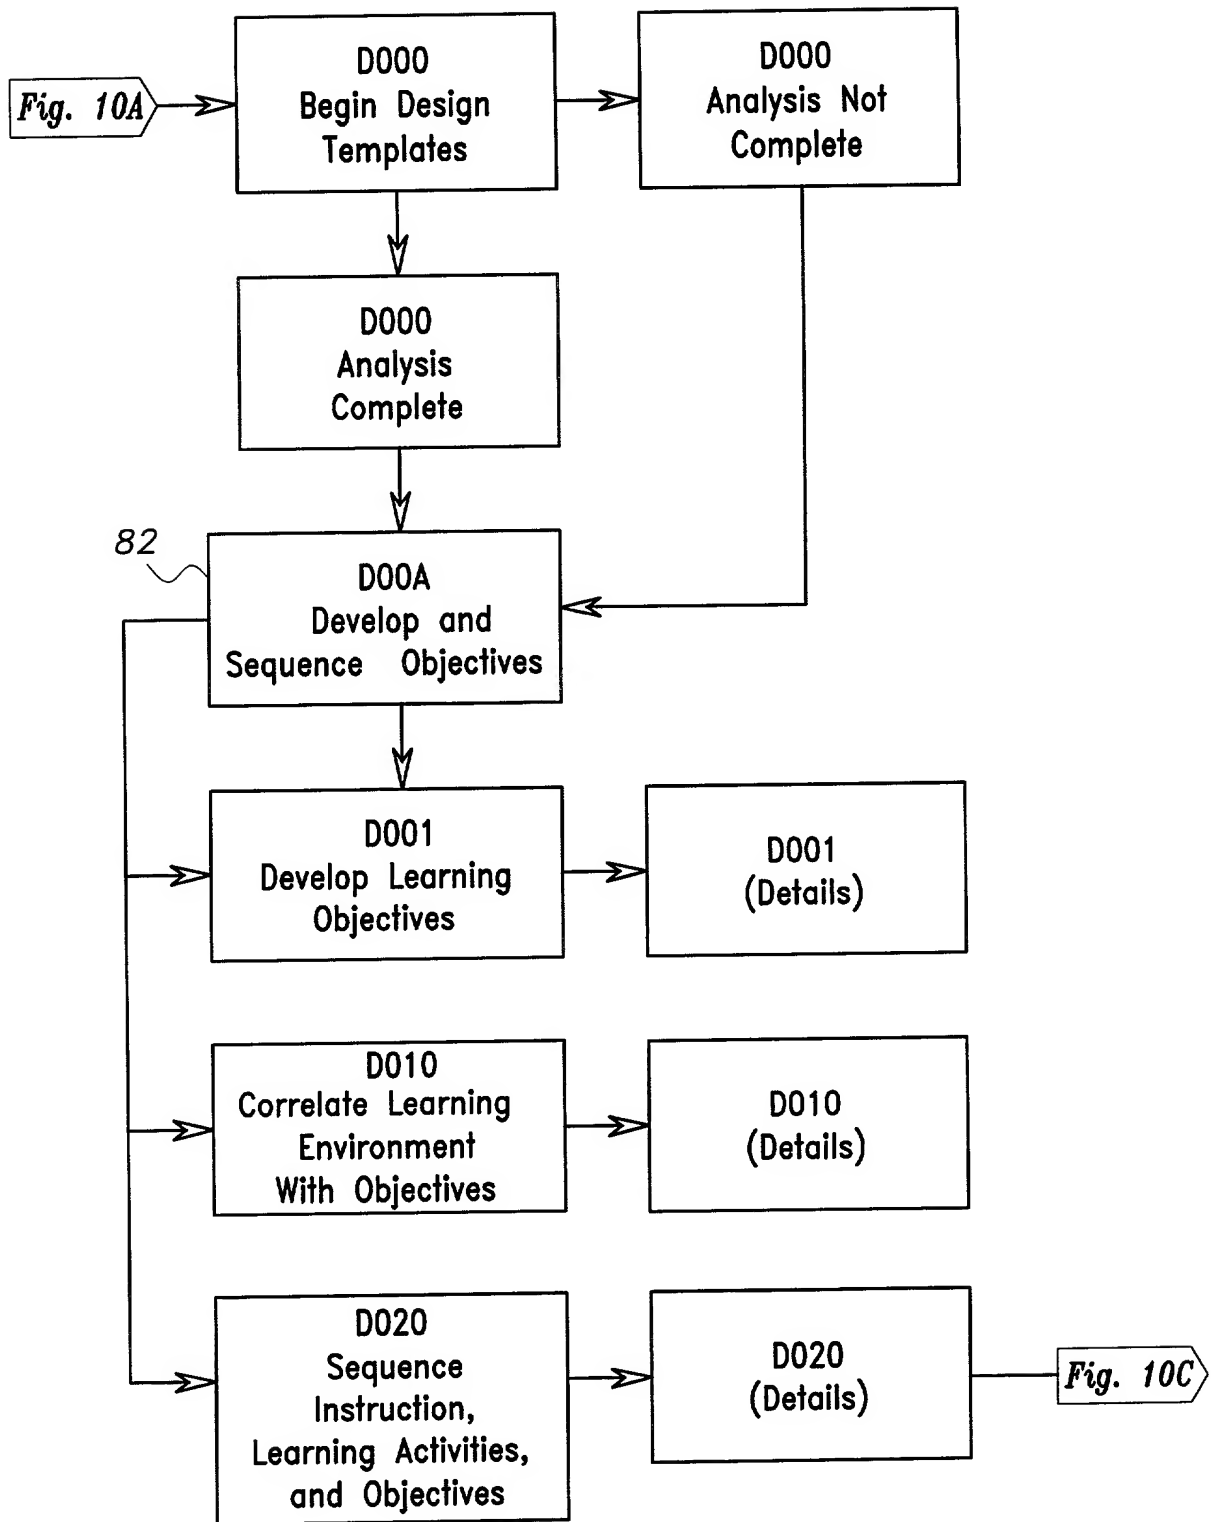 Fig. 10A
D000
Begin Design
Templates
D000
Analysis Not
Complete
D000
Analysis
Complete
82
D00A
Develop and
Sequence Objectives
D001
Develop Learning
Objectives
D001
(Details)
D010
Correlate Learning
Environment
With Objectives
D010
(Details)
D020
Sequence
Instruction,
Learning Activities,
and Objectives
D020
(Details)
Fig. 10C